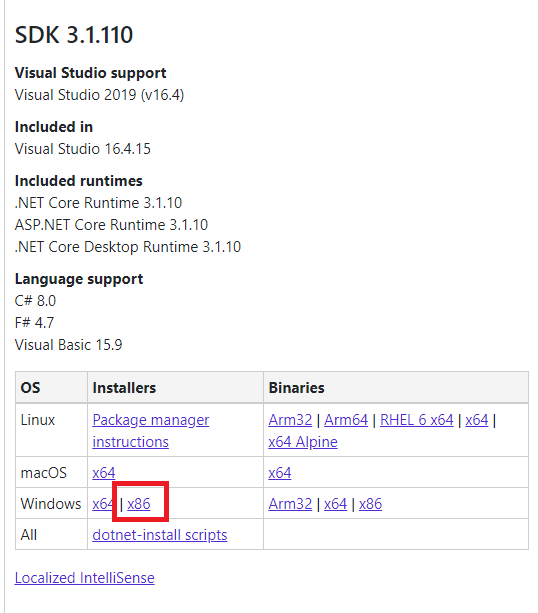 SDK 3.1.110
Visual Studio support
Visual Studio 2019 (v16.4)
Included in
Visual Studio 16.4.15
Included runtimes
.NET Core Runtime 3.1.10
ASP.NET Core Runtime 3.1.10
.NET Core Desktop Runtime 3.1.10
Language support
C# 8.0
F# 4.7
Visual Basic 15.9
OS Installers Binaries
Linux Package manager instructions Arm32 | Arm64 | RHEL 6 x64 | x64 | x64 Alpine
macOS x64 x64
Windows x64 | x86 Arm32 | x64 | x86
All dotnet-install scripts
Localized IntelliSense